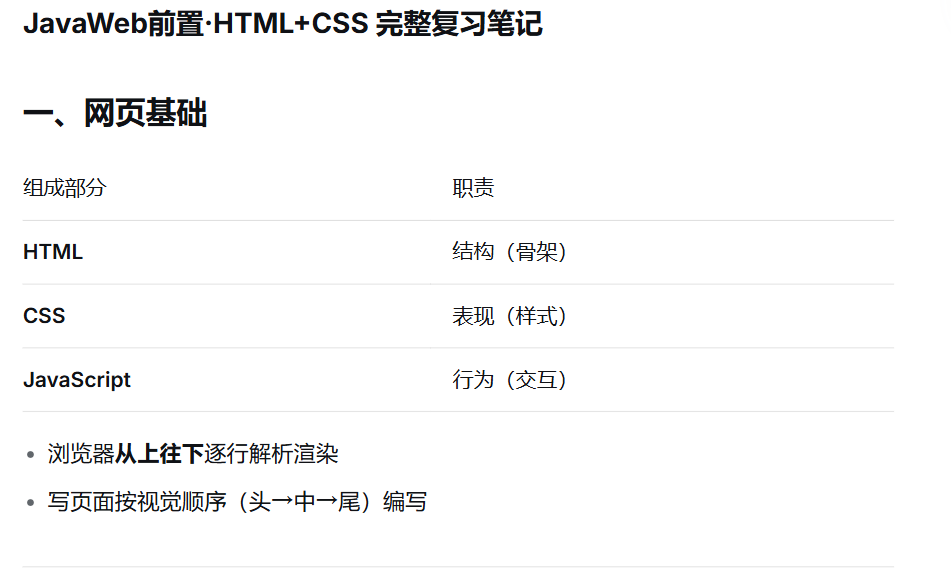 JavaWeb前置·HTML+CSS 完整复习笔记
一、网页基础
组成部分 职责
HTML 结构（骨架）
CSS 表现（样式）
JavaScript 行为（交互）
• 浏览器从上往下逐行解析渲染
• 写页面按视觉顺序（头→中→尾）编写